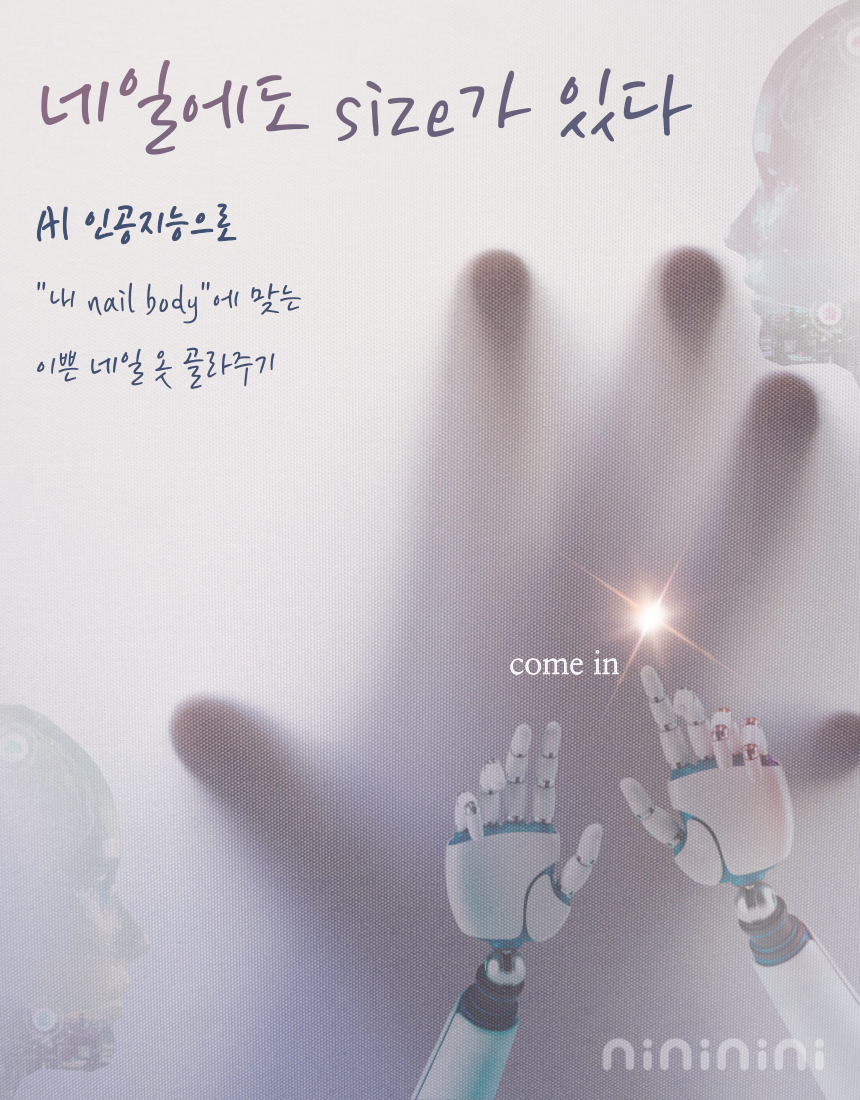 네일에도 size가 있다
AI 인공지능으로
"내 nail body"에 맞는
이쁜 네일 옷 골라주기
come in
nininini